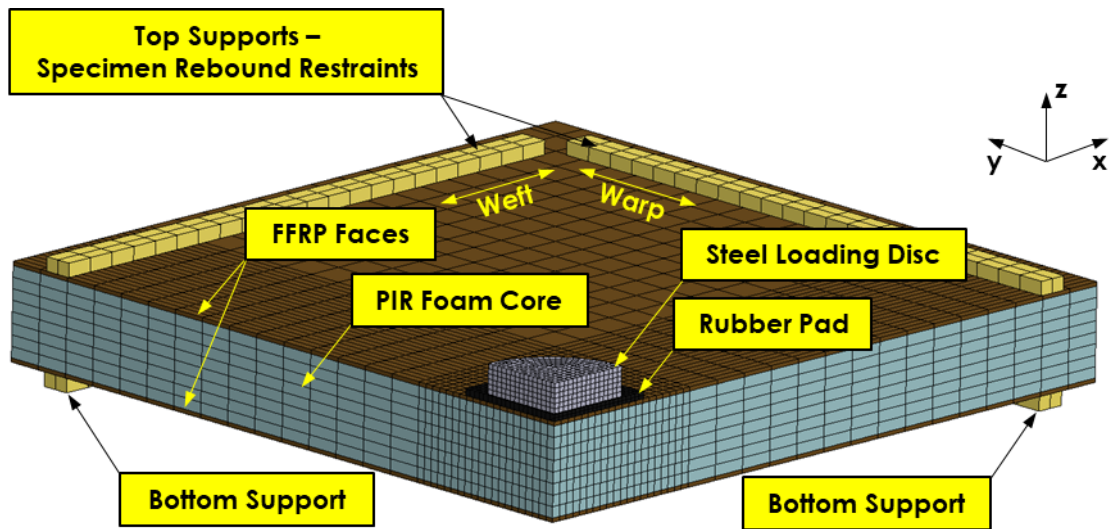 Top Supports –
Specimen Rebound Restraints
z
y
x
Weft
Warp
FFRP Faces
Steel Loading Disc
PIR Foam Core
Rubber Pad
Bottom Support
Bottom Support